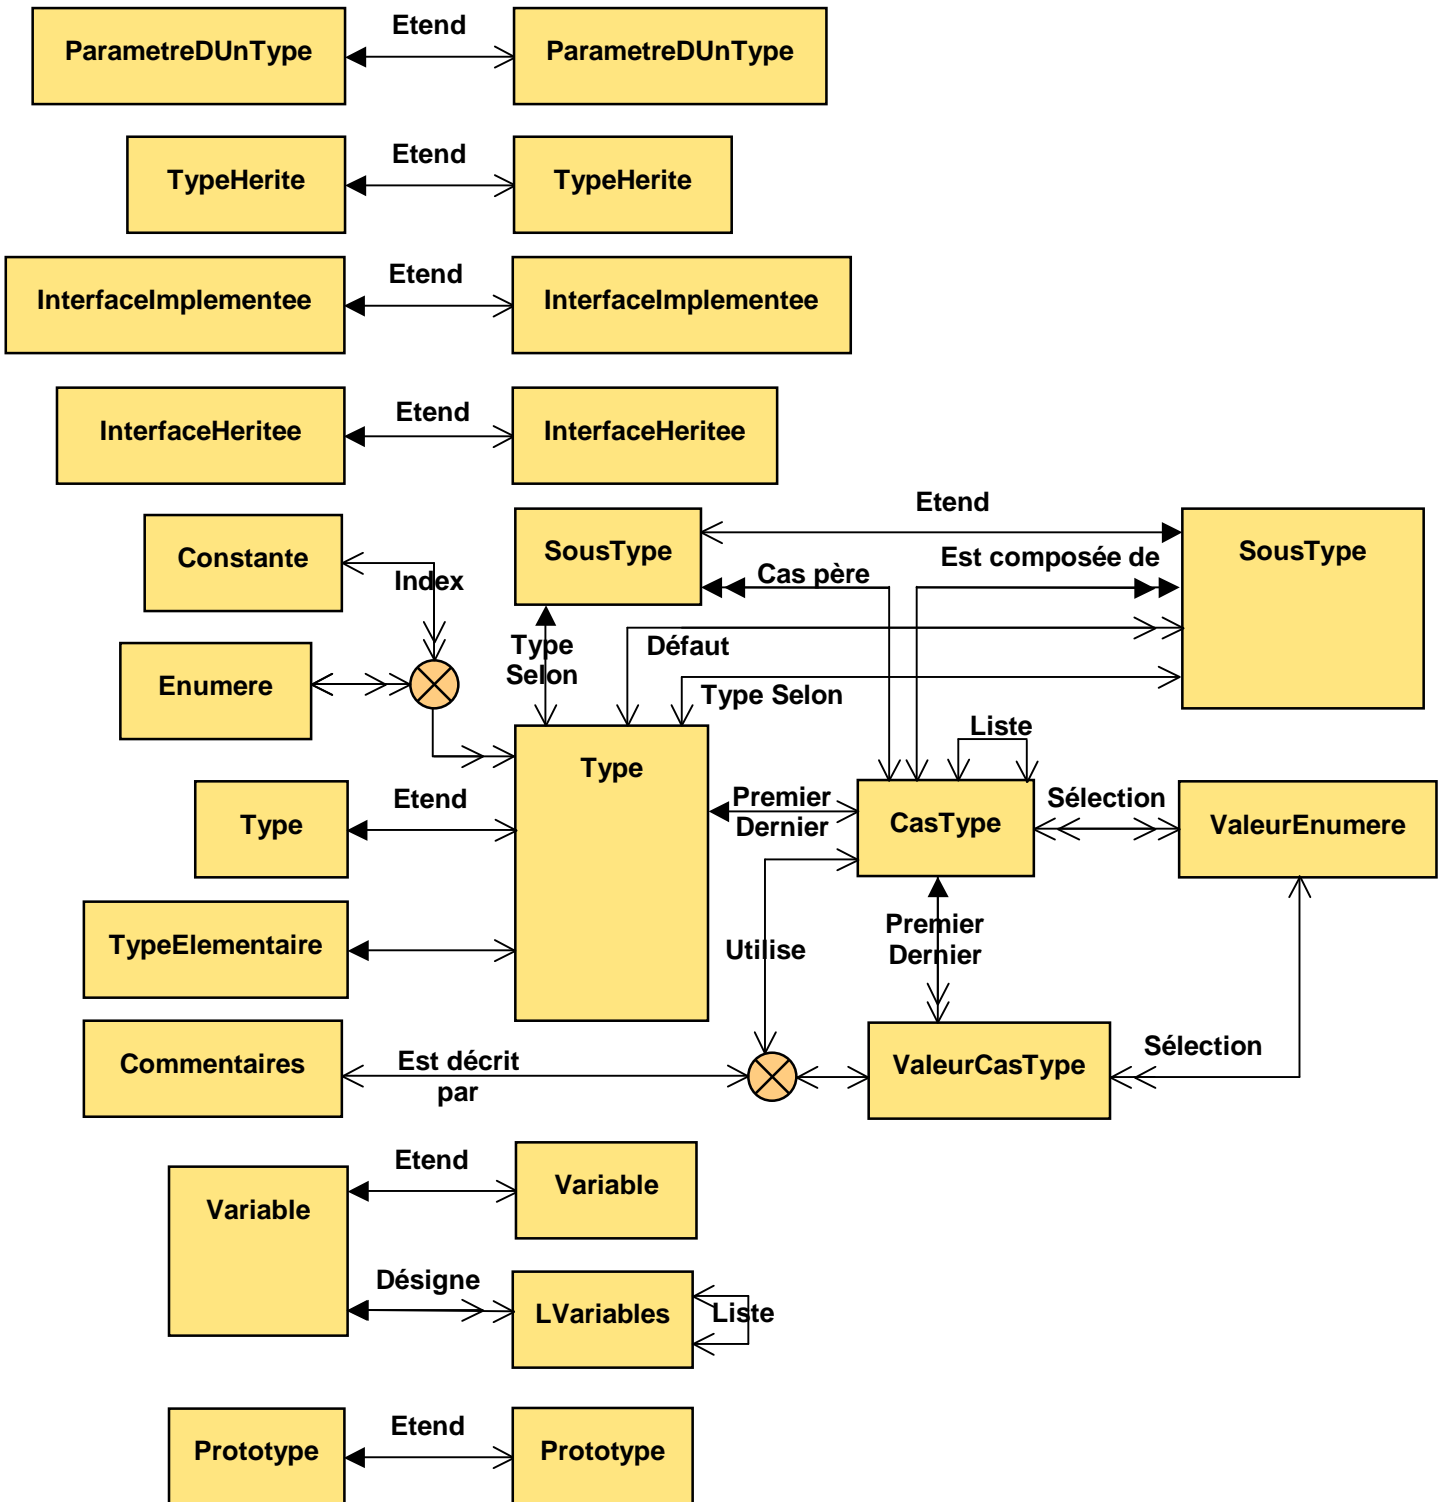 Etend
ParametreDUnType
ParametreDUnType
Etend
TypeHerite
TypeHerite
Etend
InterfaceImplementee
InterfaceImplementee
Etend
InterfaceHeritee
InterfaceHeritee
Etend
Constante
SousType
Est composée de
SousType
Index
Cas père
Type
Selon
Défaut
Enumere
Type Selon
Liste
Type
Etend
Premier
Dernier
Sélection
Type
CasType
ValeurEnumere
TypeElementaire
Utilise
Premier
Dernier
Commentaires
Est décrit
par
ValeurCasType
Sélection
Etend
Variable
Variable
Désigne
LVariables
Liste
Etend
Prototype
Prototype